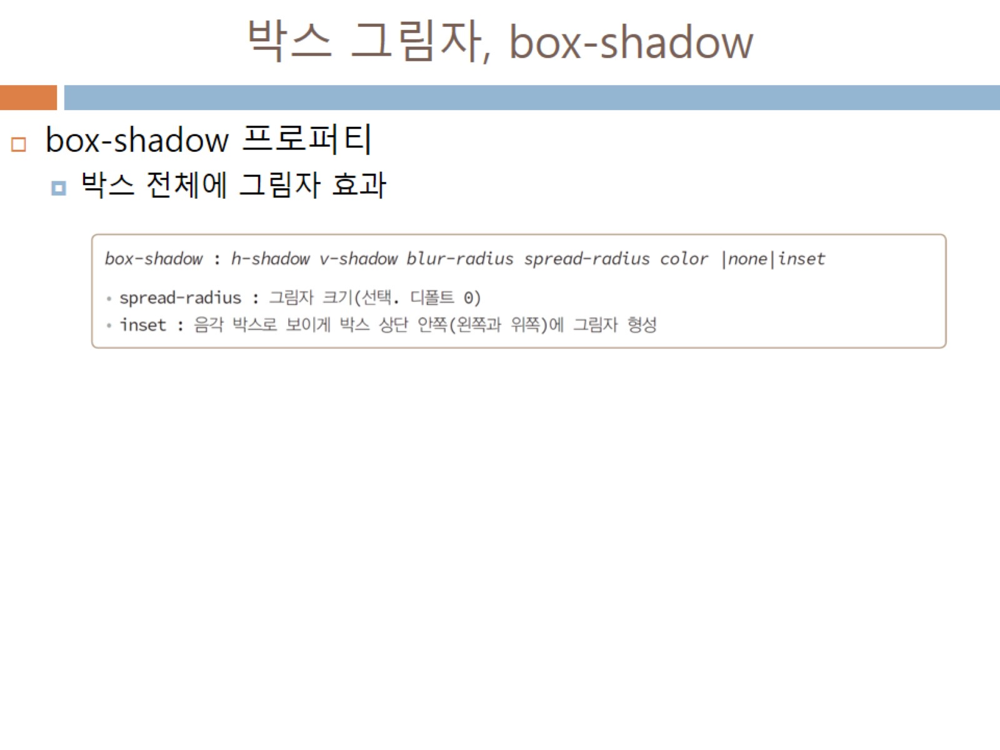 박스 그림자, box-shadow
box-shadow 프로퍼티
박스 전체에 그림자 효과
box-shadow : h-shadow v-shadow blur-radius spread-radius color |none|inset
• spread-radius : 그림자 크기(선택. 디폴트 0)
• inset : 음각 박스로 보이게 박스 상단 안쪽(왼쪽과 위쪽)에 그림자 형성